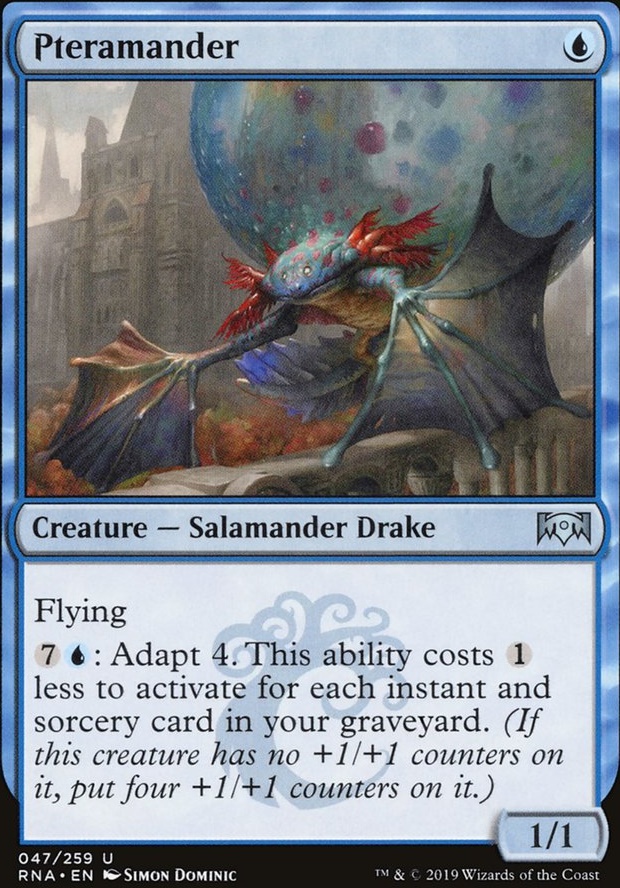 Pteramander
Creature — Salamander Drake
Flying
7 : Adapt 4. This ability costs 1
less to activate for each instant and
sorcery card in your graveyard. (If
this creature has no +1/+1 counters on
it, put four +1/+1 counters on it.)
1/1
047/259 U
RNA • EN SIMON DOMINIC
™ & © 2019 Wizards of the Coast